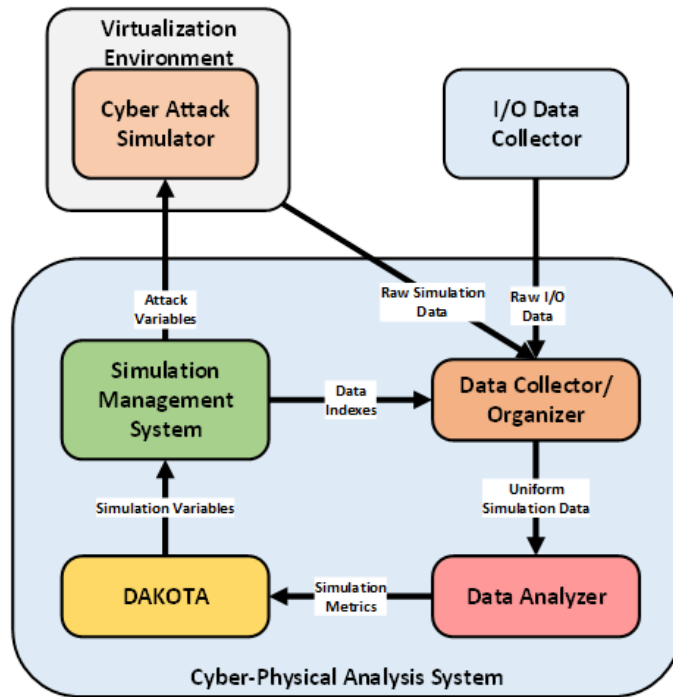 Virtualization
Environment
Cyber Attack
Simulator
I/O Data
Collector
Attack
Variables
Raw Simulation
Data
Raw I/O
Data
Simulation
Management
System
Data
Indexes
Data Collector/
Organizer
Simulation Variables
Uniform
Simulation Data
DAKOTA
Simulation
Metrics
Data Analyzer
Cyber-Physical Analysis System